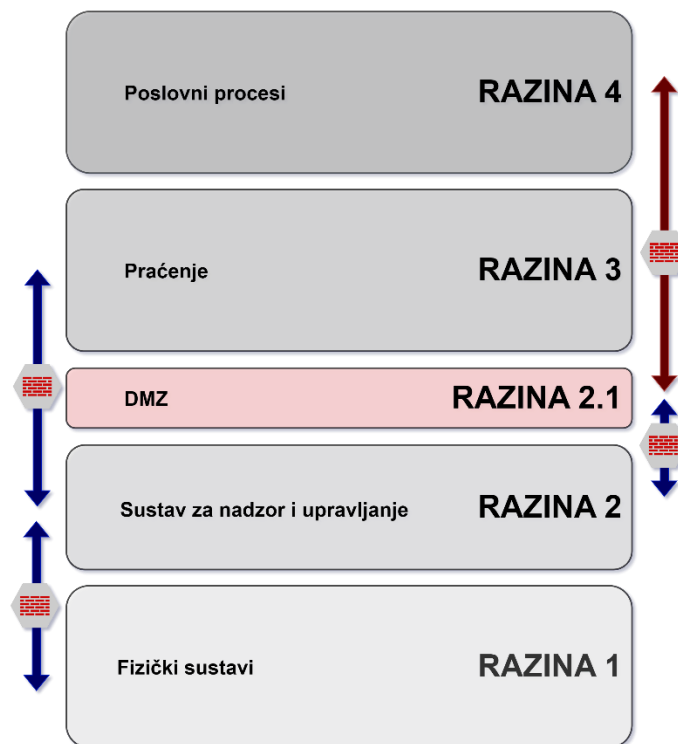 Poslovni procesi RAZINA 4
Praćenje RAZINA 3
DMZ RAZINA 2.1
Sustav za nadzor i upravljanje RAZINA 2
Fizički sustavi RAZINA 1